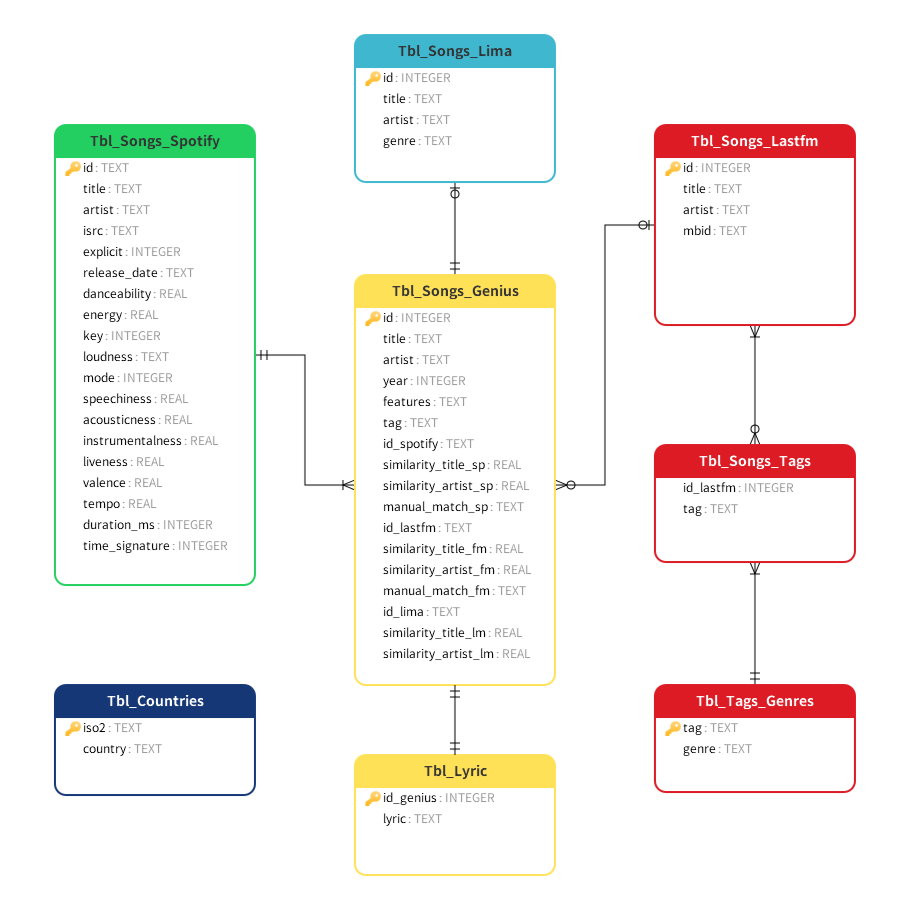 Tbl_Songs_Lima
id : INTEGER
title : TEXT
artist : TEXT
genre : TEXT
Tbl_Songs_Spotify
id : TEXT
title : TEXT
artist : TEXT
isrc : TEXT
explicit : INTEGER
release_date : TEXT
danceability : REAL
energy : REAL
key : INTEGER
loudness : TEXT
mode : INTEGER
speechiness : REAL
acousticness : REAL
instrumentalness : REAL
liveness : REAL
valence : REAL
tempo : REAL
duration_ms : INTEGER
time_signature : INTEGER
Tbl_Songs_Lastfm
id : INTEGER
title : TEXT
artist : TEXT
mbid : TEXT
Tbl_Songs_Genius
id : INTEGER
title : TEXT
artist : TEXT
year : INTEGER
features : TEXT
tag : TEXT
id_spotify : TEXT
similarity_title_sp : REAL
similarity_artist_sp : REAL
manual_match_sp : TEXT
id_lastfm : TEXT
similarity_title_fm : REAL
similarity_artist_fm : REAL
manual_match_fm : TEXT
id_lima : TEXT
similarity_title_lm : REAL
similarity_artist_lm : REAL
Tbl_Songs_Tags
id_lastfm : INTEGER
tag : TEXT
Tbl_Countries
iso2 : TEXT
country : TEXT
Tbl_Lyric
id_genius : INTEGER
lyric : TEXT
Tbl_Tags_Genres
tag : TEXT
genre : TEXT